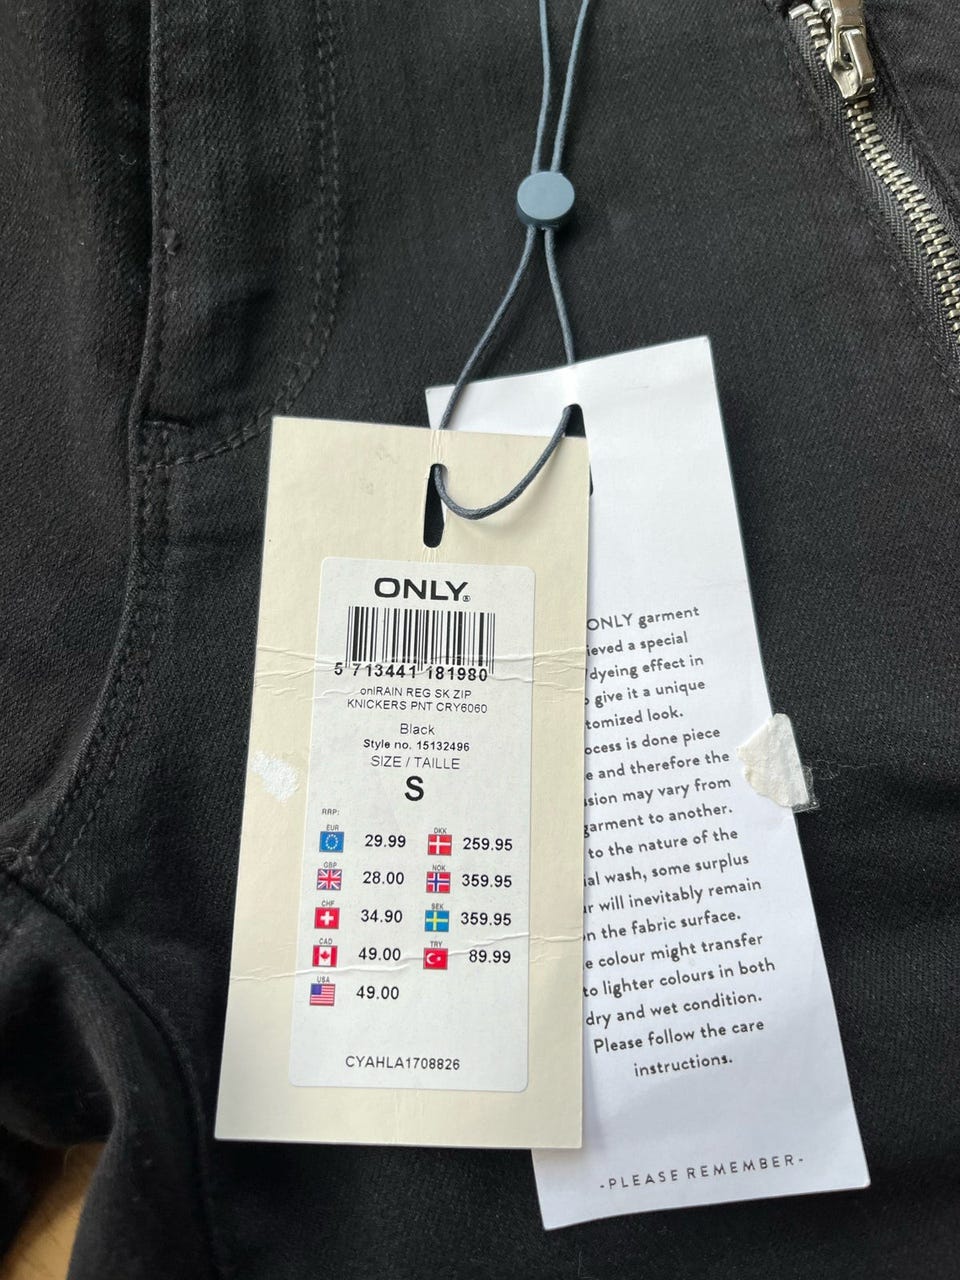 ONLY®
5 713441 181980
onlRAIN REG SK ZIP
KNICKERS PNT CRY6060
Black
Style no. 15132496
SIZE / TAILLE
S
RRP:
EUR 29.99 DKK 259.95
GBP 28.00 NOK 359.95
CHF 34.90 SEK 359.95
CAD 49.00 TRY 89.99
USA 49.00
CYAHLA1708826
ONLY garment
ieved a special
dyeing effect in
give it a unique
tomized look.
ocess is done piece
e and therefore the
sion may vary from
garment to another.
to the nature of the
ial wash, some surplus
ur will inevitably remain
on the fabric surface.
e colour might transfer
to lighter colours in both
dry and wet condition.
Please follow the care
instructions.
-PLEASE REMEMBER-